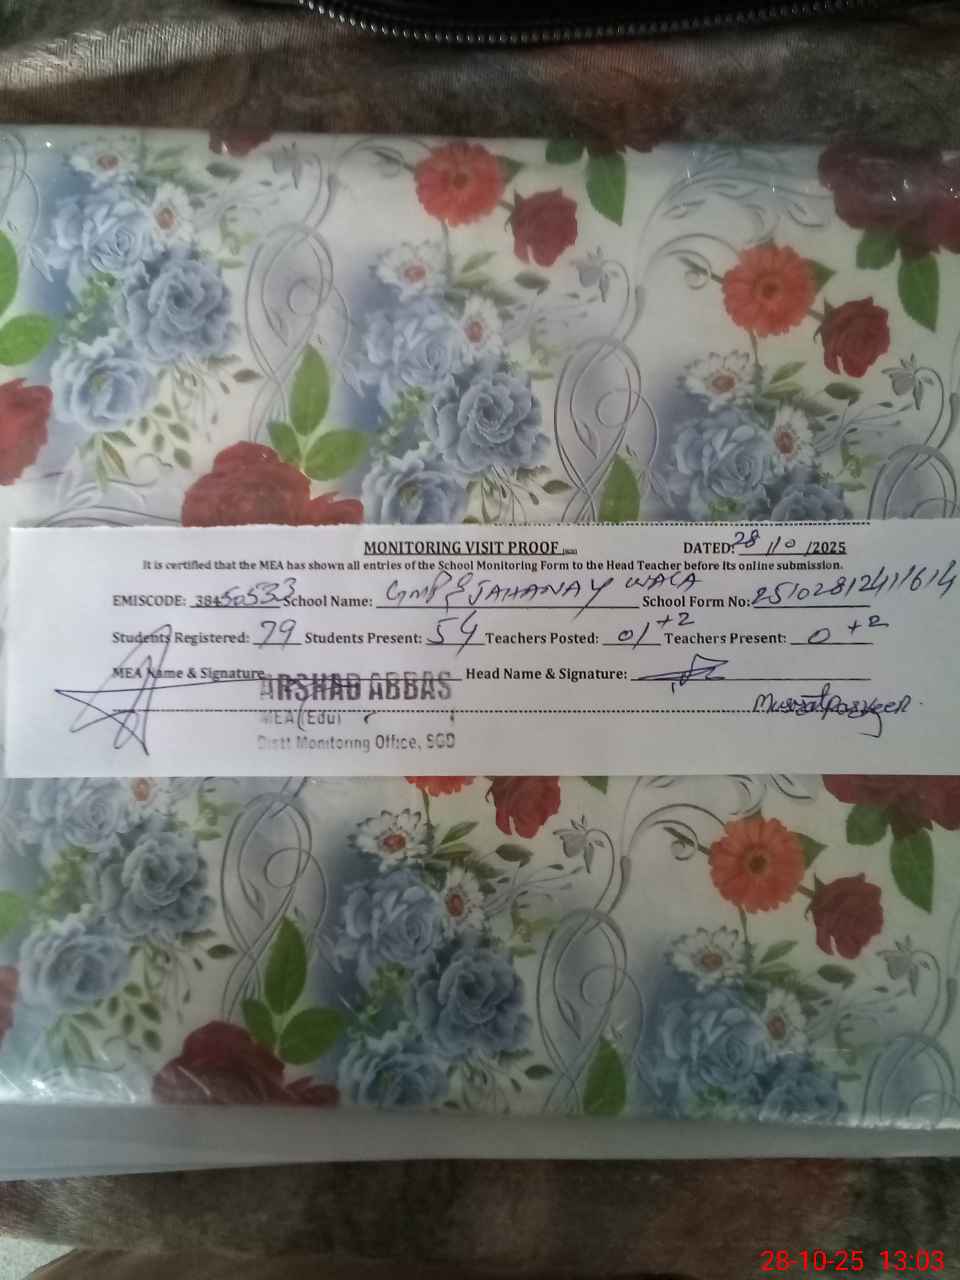 MONITORING VISIT PROOF DATED: 28/10/2025
It is certified that the MEA has shown all entries of the School Monitoring Form to the Head Teacher before its online submission.
EMISCODE: 38450533 School Name: GMPS JAHANAY WALA School Form No: 25102812411614
Students Registered: 79 Students Present: 54 Teachers Posted: 01+2 Teachers Present: 0+2
MEA Name & Signature Head Name & Signature:
ARSHAD ABBAS
MEA (Edu)
Distt Monitoring Office, SGD
28-10-25 13:03